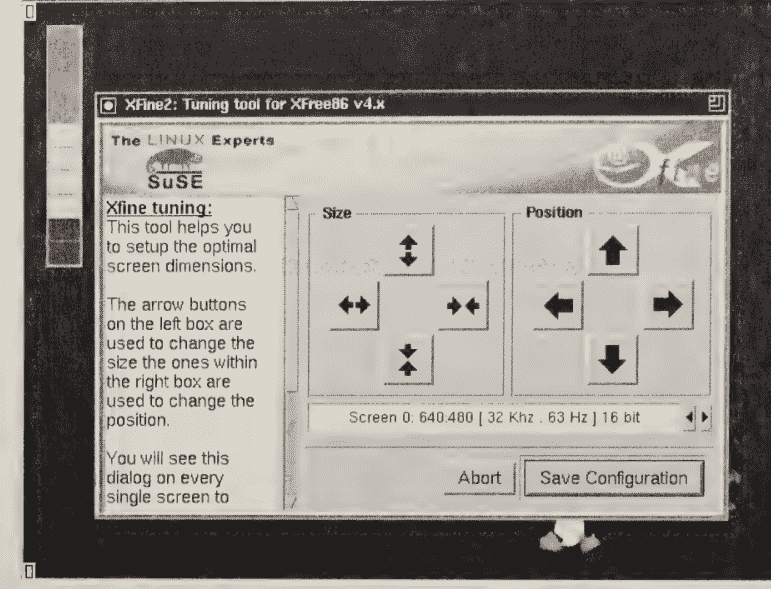 XFine2: Tuning tool for XFree86 v4.x
The LINUX Experts
SuSE
Xfine tuning:
This tool helps you
to setup the optimal
screen dimensions.
The arrow buttons
on the left box are
used to change the
size the ones within
the right box are
used to change the
position.
You will see this
dialog on every
single screen to
Size
Position
Screen 0: 640:480 [ 32 Khz . 63 Hz ] 16 bit
Abort
Save Configuration